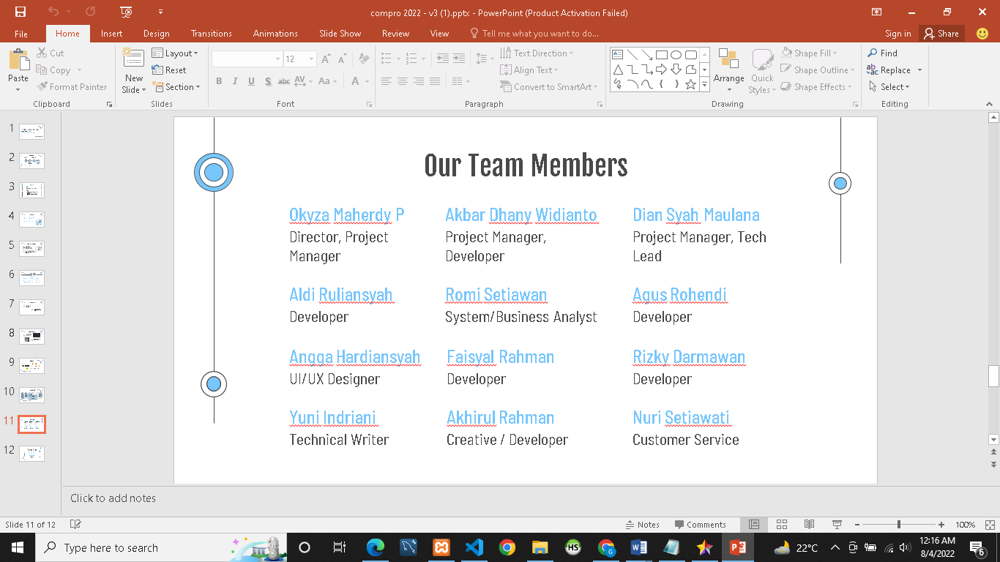 compro 2022 - v3 (1).pptx - PowerPoint (Product Activation Failed)
File Home Insert Design Transitions Animations Slide Show Review View Tell me what you want to do... Sign in Share
Paste
Cut
Copy
Format Painter
Clipboard
New Slide
Layout
Reset
Section
Slides
12
A A
B I U S abc AV Aa A
Font
Text Direction
Align Text
Convert to SmartArt
Paragraph
Arrange
Quick Styles
Shape Fill
Shape Outline
Shape Effects
Drawing
Find
Replace
Select
Editing
1
2
3
4
5
6
7
8
9
10
11
12
Our Team Members
Okyza Maherdy P
Director, Project
Manager
Akbar Dhany Widianto
Project Manager,
Developer
Dian Syah Maulana
Project Manager, Tech
Lead
Aldi Ruliansyah
Developer
Romi Setiawan
System/Business Analyst
Agus Rohendi
Developer
Angga Hardiansyah
UI/UX Designer
Faisyal Rahman
Developer
Rizky Darmawan
Developer
Yuni Indriani
Technical Writer
Akhirul Rahman
Creative / Developer
Nuri Setiawati
Customer Service
Click to add notes
Slide 11 of 12 Notes Comments 100%
Type here to search
HS
22°C
12:16 AM
8/4/2022
6